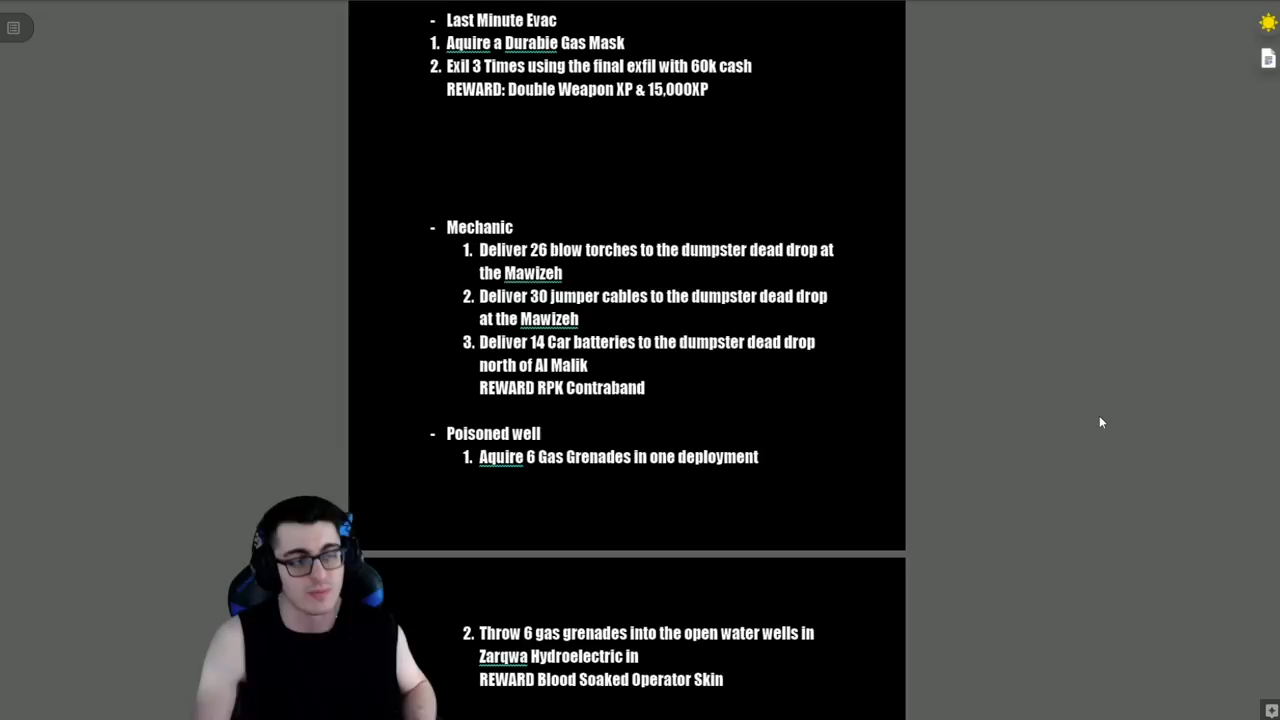 - Last Minute Evac
1. Aquire a Durabie Gas Mask
2. Exil 3 Times using the final exfil with 60k cash
REWARD: Double Weapon XP & 15,000XP
- Mechanic
1. Deliver 26 blow torches to the dumpster dead drop at
the Mawizeh
2. Deliver 30 jumper cables to the dumpster dead drop
at the Mawizeh
3. Deliver 14 Car batteries to the dumpster dead drop
north of Al Malik
REWARD RPK Contraband
- Poisoned well
1. Aquire 6 Gas Grenades in one deployment
2. Throw 6 gas grenades into the open water wells in
Zarqwa Hydroelectric in
REWARD Blood Soaked Operator Skin